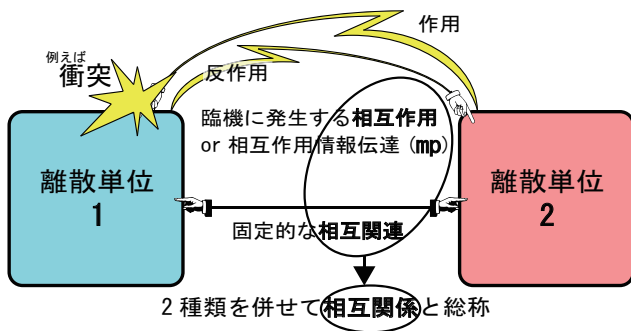 作用
例えば
衝突
反作用
臨機に発生する相互作用
or 相互作用情報伝達 (mp)
離散単位
1
離散単位
2
固定的な相互関連
2 種類を併せて相互関係と総称